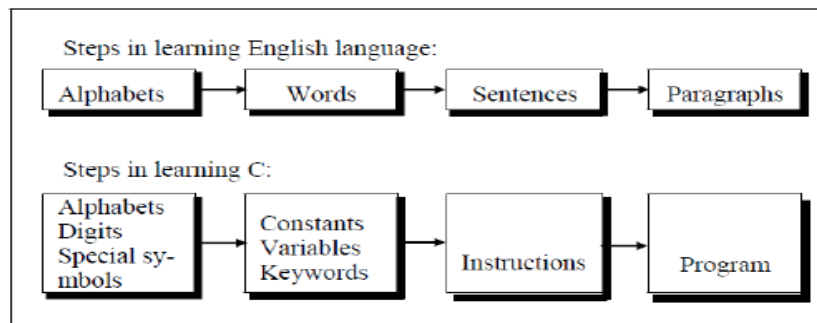 Steps in learning English language:
Alphabets Words Sentences Paragraphs
Steps in learning C:
Alphabets
Digits
Special sy-
mbols
Constants
Variables
Keywords
Instructions
Program